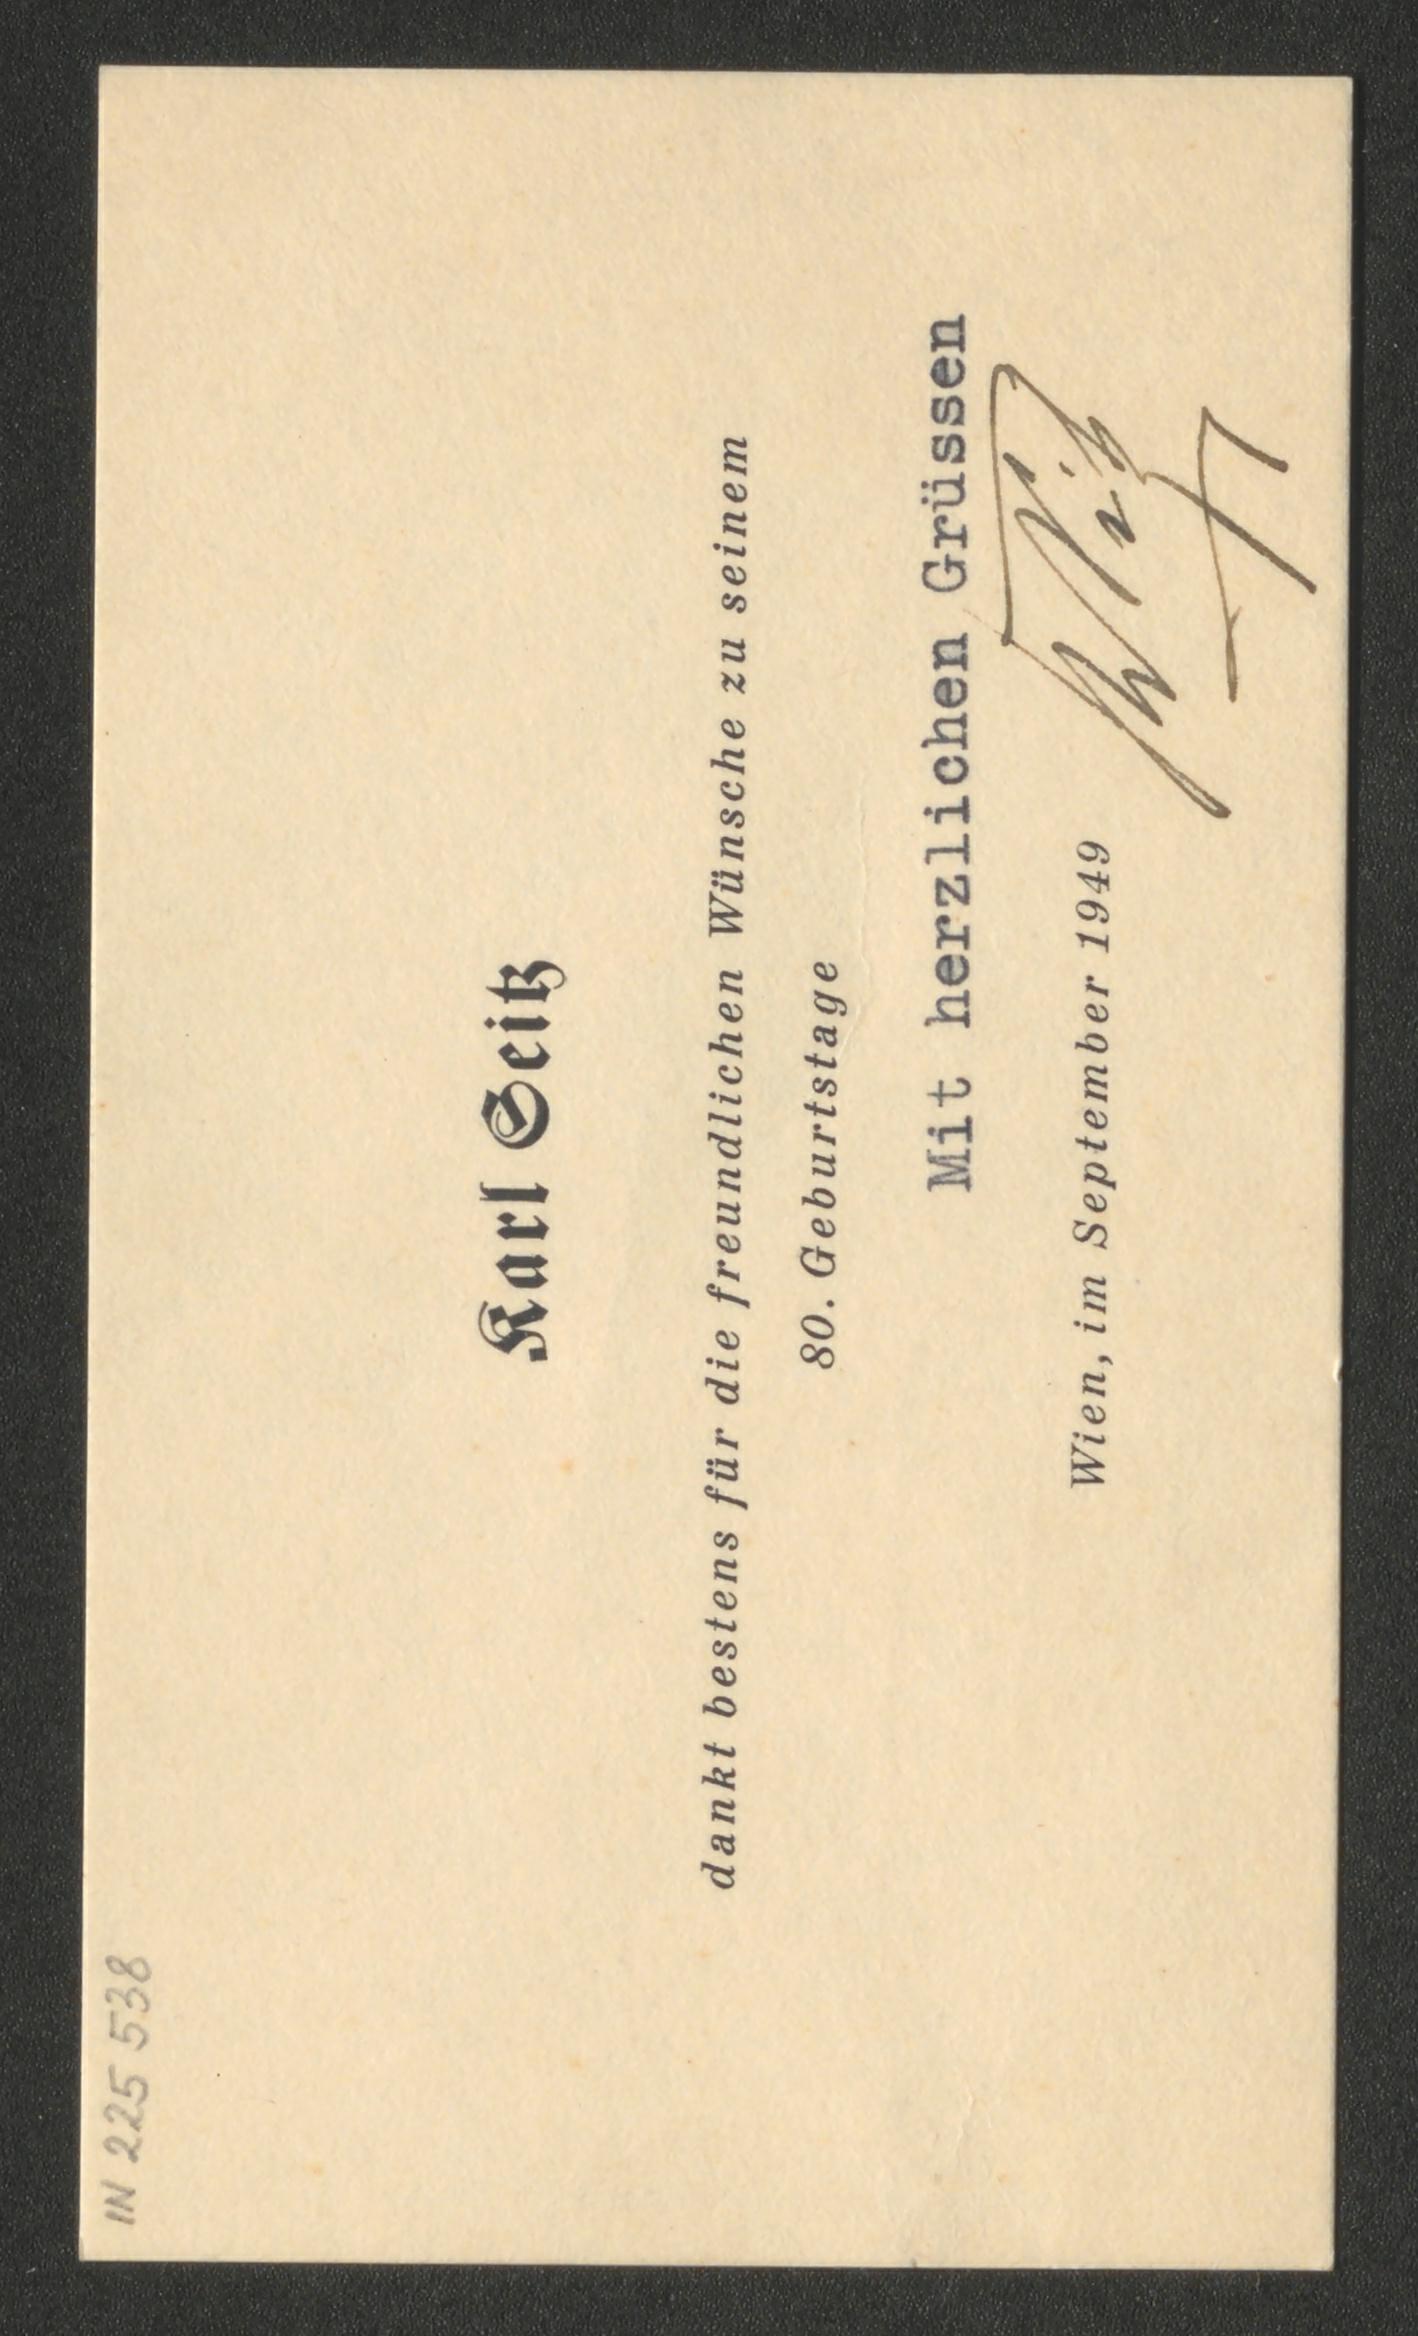 IN 225 538
Karl Seitz
dankt bestens für die freundlichen Wünsche zu seinem
80. Geburtstage
Mit herzlichen Grüssen
Wien, im September 1949